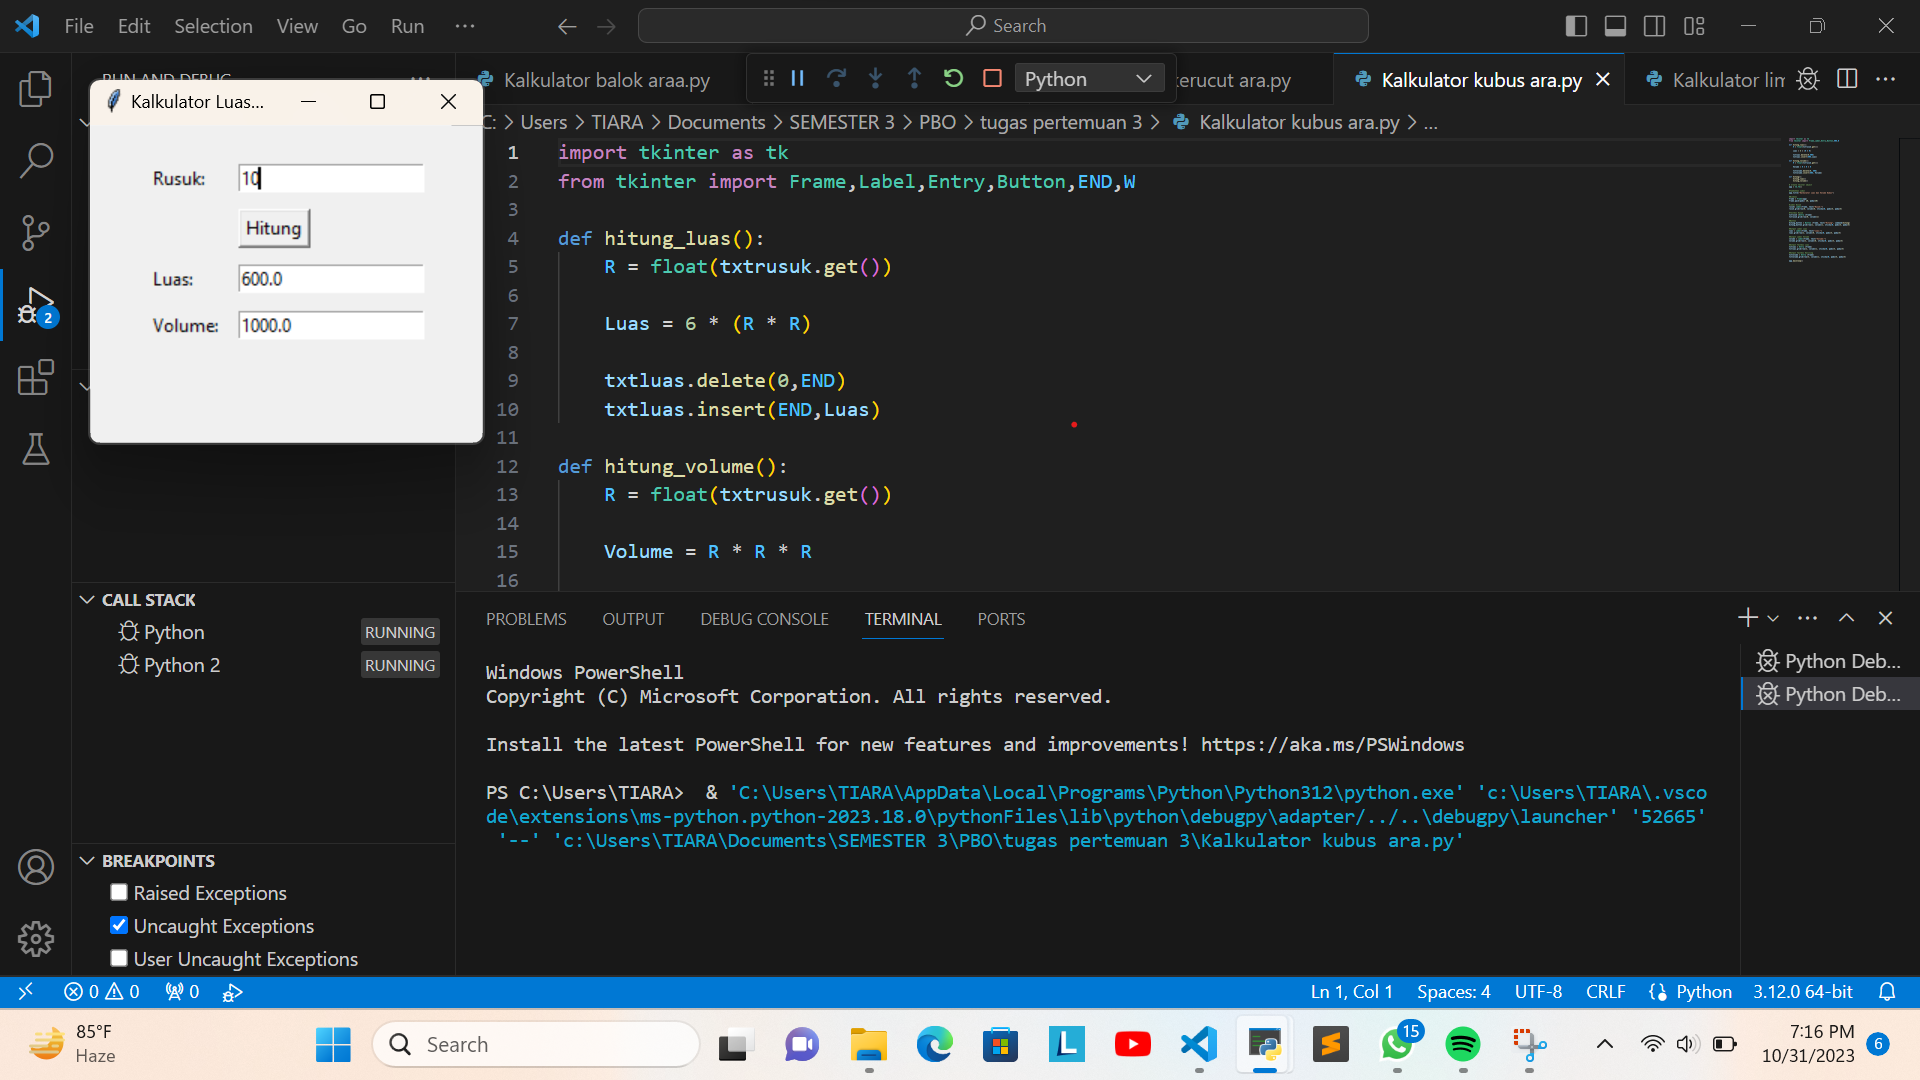 File Edit Selection View Go Run ...
Search
RUN AND DEBUG
Kalkulator balok araa.py
Python
erucut ara.py
Kalkulator kubus ara.py
Kalkulator lim
C: > Users > TIARA > Documents > SEMESTER 3 > PBO > tugas pertemuan 3 > Kalkulator kubus ara.py > ...
Kalkulator Luas...
Rusuk: 10
Hitung
Luas: 600.0
Volume: 1000.0
1 import tkinter as tk
2 from tkinter import Frame,Label,Entry,Button,END,W
3
4 def hitung_luas():
5 R = float(txtrusuk.get())
6
7 Luas = 6 * (R * R)
8
9 txtluas.delete(0,END)
10 txtluas.insert(END,Luas)
11
12 def hitung_volume():
13 R = float(txtrusuk.get())
14
15 Volume = R * R * R
16
2
CALL STACK
Python RUNNING
Python 2 RUNNING
BREAKPOINTS
Raised Exceptions
Uncaught Exceptions
User Uncaught Exceptions
PROBLEMS OUTPUT DEBUG CONSOLE TERMINAL PORTS
Windows PowerShell
Copyright (C) Microsoft Corporation. All rights reserved.
Install the latest PowerShell for new features and improvements! https://aka.ms/PSWindows
PS C:\Users\TIARA>  & 'C:\Users\TIARA\AppData\Local\Programs\Python\Python312\python.exe' 'c:\Users\TIARA\.vsco
de\extensions\ms-python.python-2023.18.0\pythonFiles\lib\python\debugpy\adapter/../..\debugpy\launcher' '52665'
'--' 'c:\Users\TIARA\Documents\SEMESTER 3\PBO\tugas pertemuan 3\Kalkulator kubus ara.py'
Python Deb...
Python Deb...
0 0 0
Ln 1, Col 1 Spaces: 4 UTF-8 CRLF Python 3.12.0 64-bit
85°F
Haze
Search
L
15
7:16 PM
10/31/2023
6